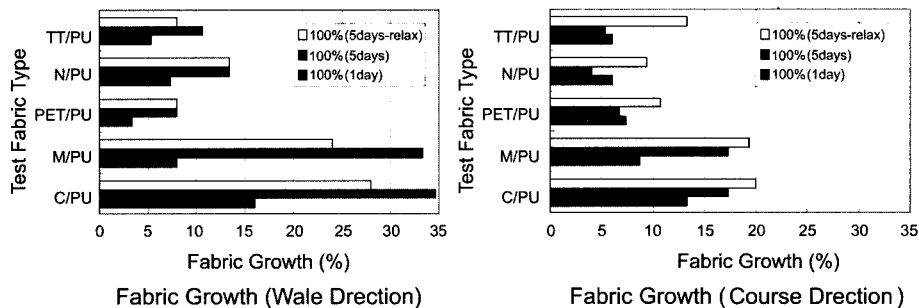 Test Fabric Type
TT/PU
N/PU
PET/PU
M/PU
C/PU
100%(5days-relax)
100%(5days)
100%(1day)
0 5 10 15 20 25 30 35
Fabric Growth (%)
Fabric Growth (Wale Direction)
Test Fabric Type
TT/PU
N/PU
PET/PU
M/PU
C/PU
100%(5days-relax)
100%(5days)
100%(1day)
0 5 10 15 20 25 30 35
Fabric Growth (%)
Fabric Growth ( Course Direction )